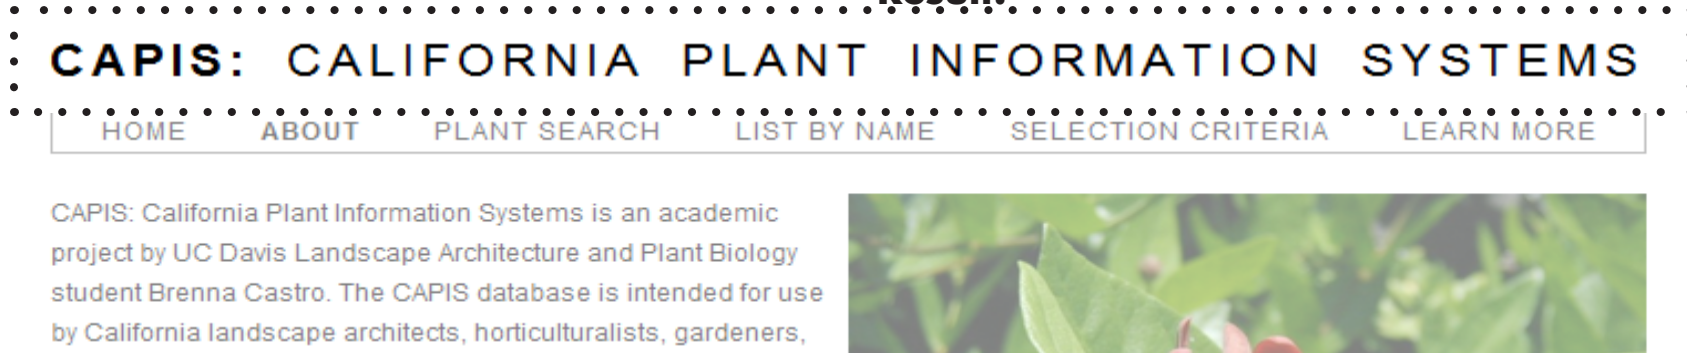 CAPIS: CALIFORNIA PLANT INFORMATION SYSTEMS
HOME ABOUT PLANT SEARCH LIST BY NAME SELECTION CRITERIA LEARN MORE
CAPIS: California Plant Information Systems is an academic
project by UC Davis Landscape Architecture and Plant Biology
student Brenna Castro. The CAPIS database is intended for use
by California landscape architects, horticulturalists, gardeners,